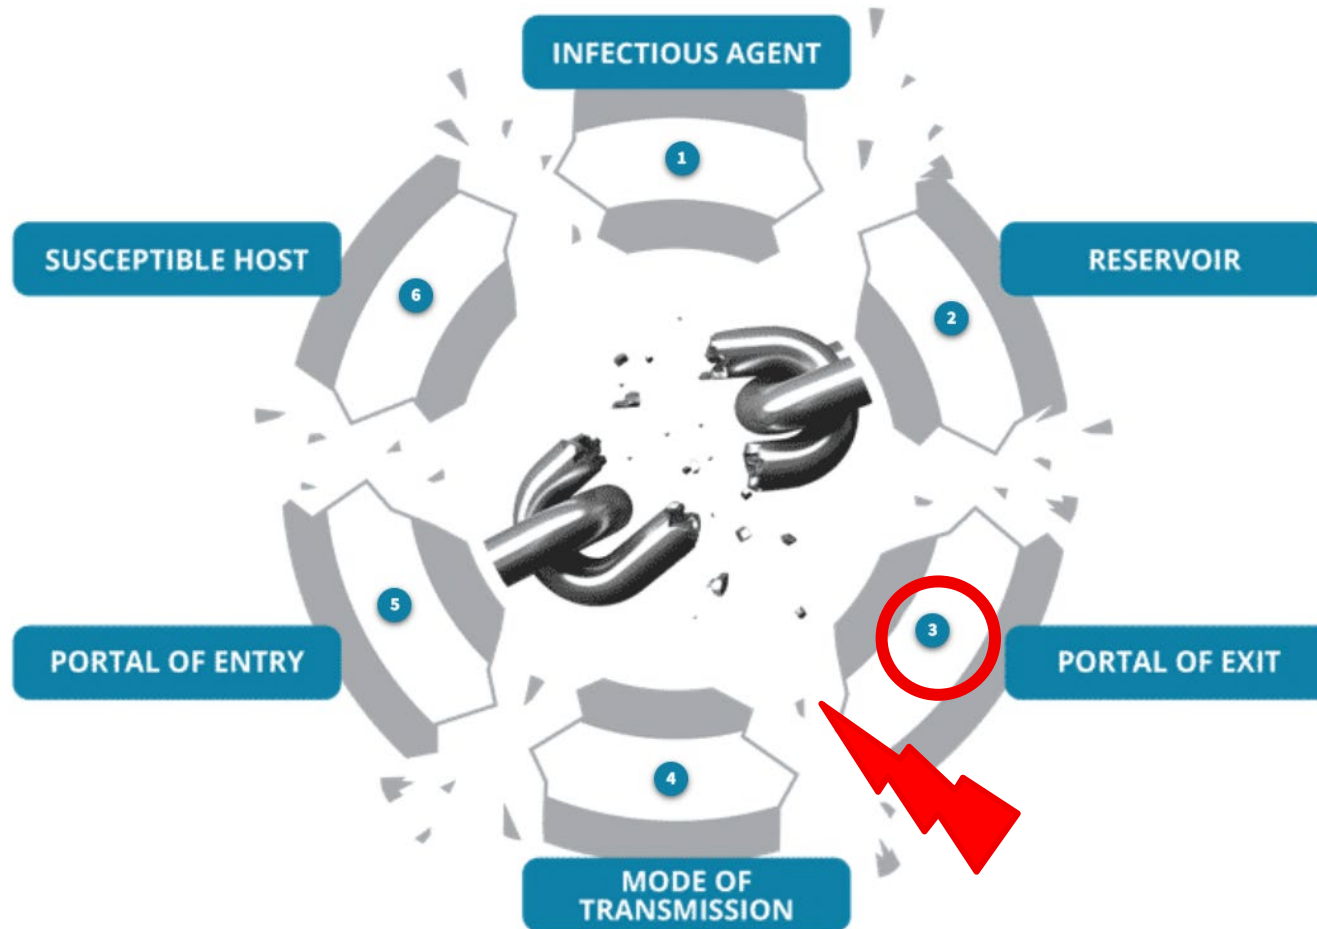 INFECTIOUS AGENT
1
RESERVOIR
2
PORTAL OF EXIT
3
MODE OF
TRANSMISSION
4
PORTAL OF ENTRY
5
SUSCEPTIBLE HOST
6